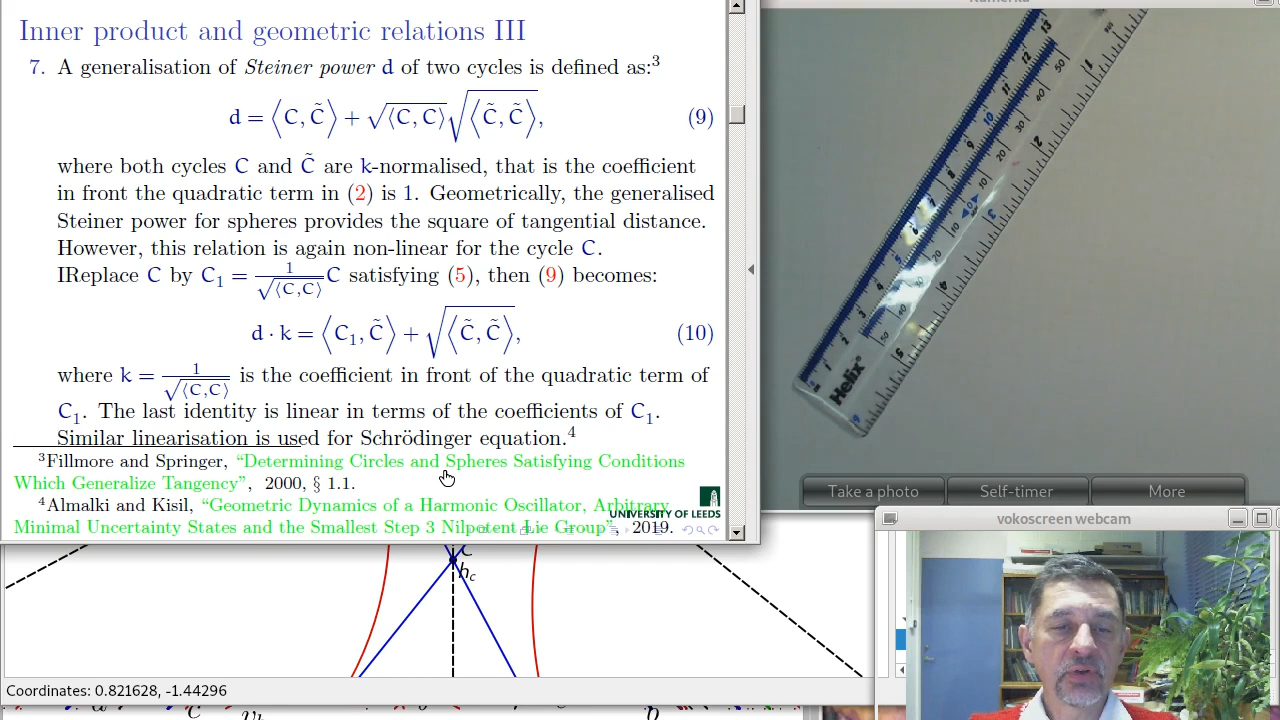 Inner product and geometric relations III
7. A generalisation of Steiner power d of two cycles is defined as:³
d = ⟨C, C̃⟩ + √⟨C, C⟩ √⟨C̃, C̃⟩, (9)
where both cycles C and C̃ are k-normalised, that is the coefficient
in front the quadratic term in (2) is 1. Geometrically, the generalised
Steiner power for spheres provides the square of tangential distance.
However, this relation is again non-linear for the cycle C.
IReplace C by C₁ = 1/√⟨C,C⟩ C satisfying (5), then (9) becomes:
d · k = ⟨C₁, C̃⟩ + √⟨C̃, C̃⟩, (10)
where k = 1/√⟨C,C⟩ is the coefficient in front of the quadratic term of
C₁. The last identity is linear in terms of the coefficients of C₁.
Similar linearisation is used for Schrödinger equation.⁴
³Fillmore and Springer, “Determining Circles and Spheres Satisfying Conditions
Which Generalize Tangency”, 2000, § 1.1.
⁴Almalki and Kisil, “Geometric Dynamics of a Harmonic Oscillator, Arbitrary
Minimal Uncertainty States and the Smallest Step 3 Nilpotent Lie Group”, 2019.
UNIVERSITY OF LEEDS
Helix
Take a photo Self-timer More
vokoscreen webcam
h_c
Coordinates: 0.821628, -1.44296